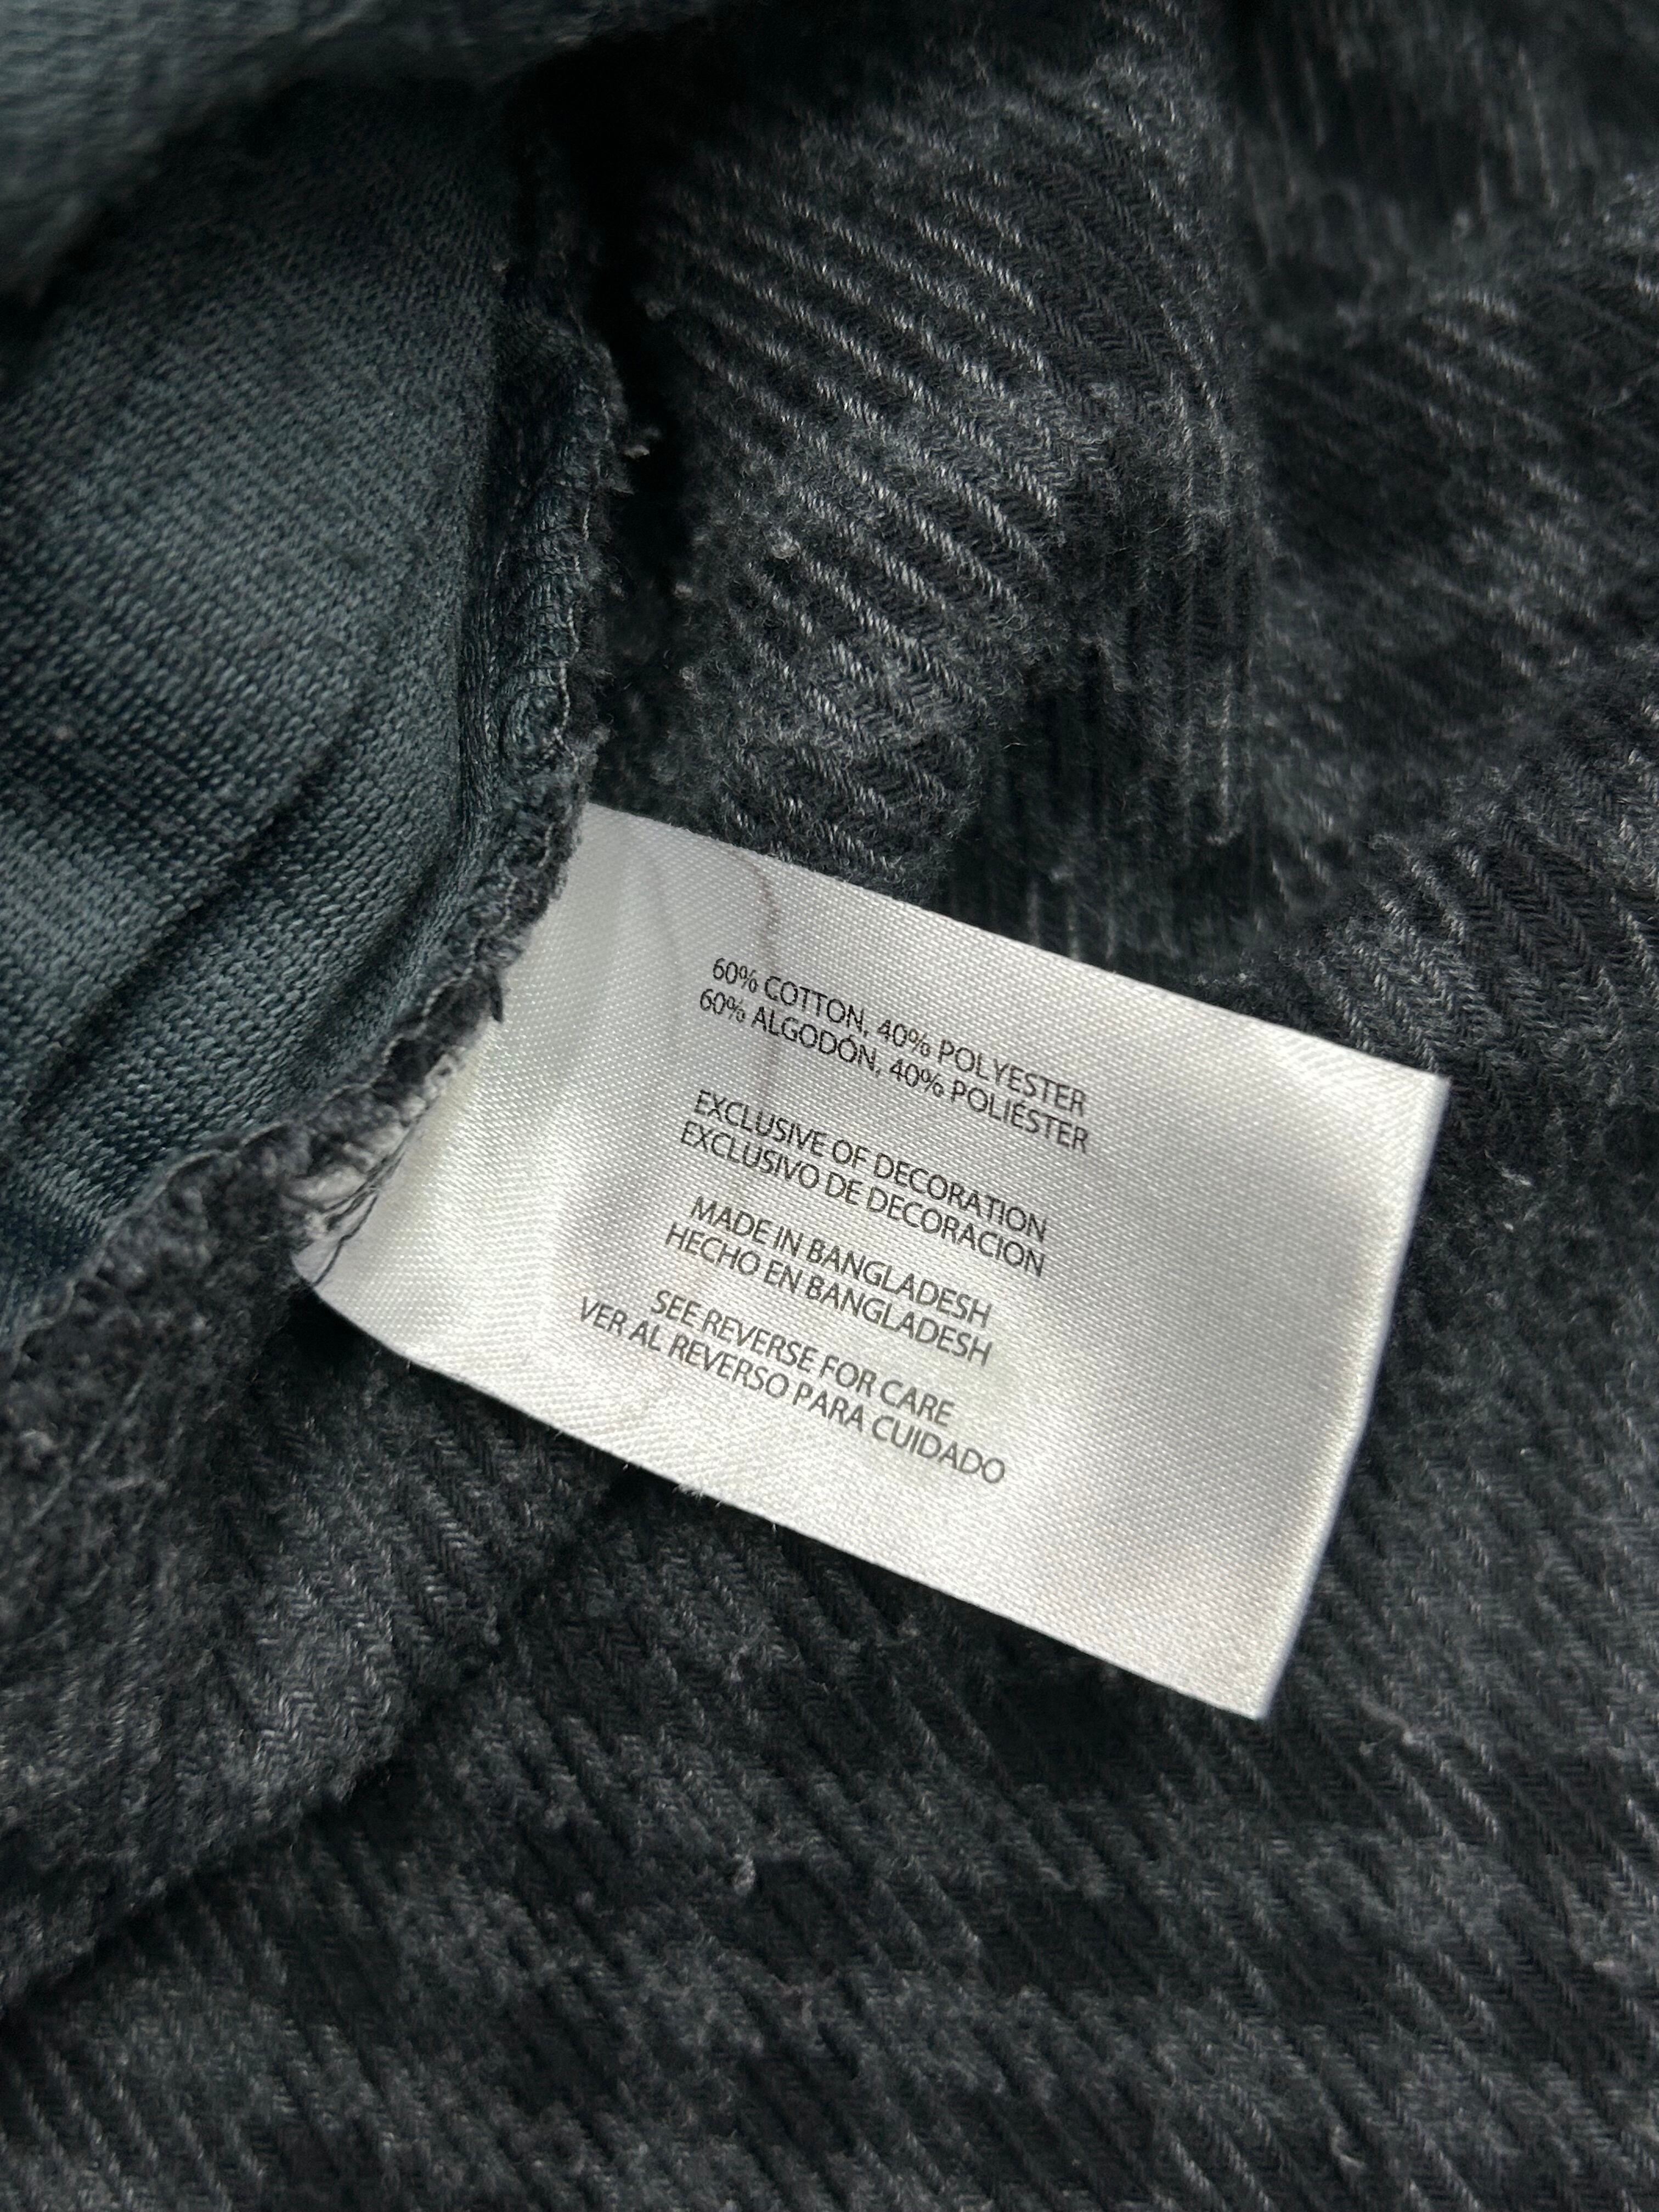 60% COTTON, 40% POLYESTER
60% ALGODÓN, 40% POLIÉSTER
EXCLUSIVE OF DECORATION
EXCLUSIVO DE DECORACION
MADE IN BANGLADESH
HECHO EN BANGLADESH
SEE REVERSE FOR CARE
VER AL REVERSO PARA CUIDADO